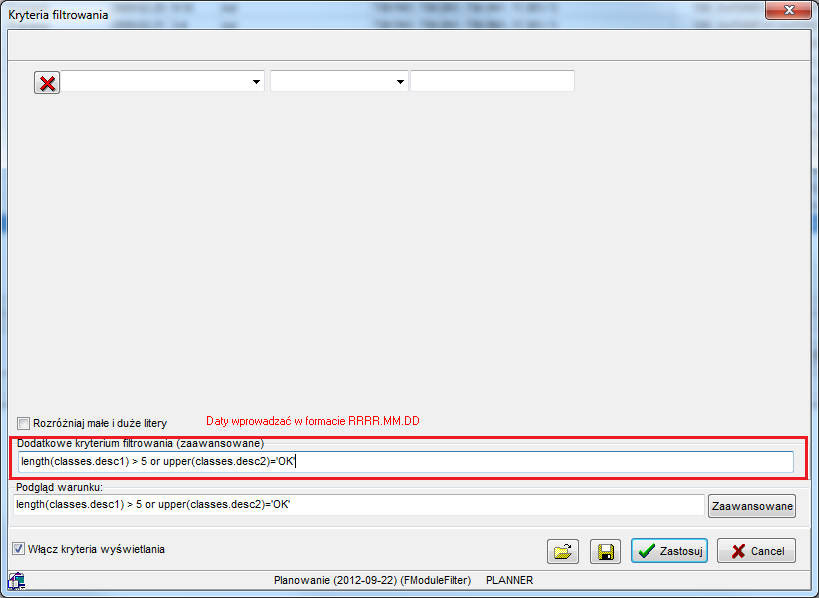 Kryteria filtrowania
Rozróżniaj małe i duże litery
Daty wprowadzać w formacie RRRR.MM.DD
Dodatkowe kryterium filtrowania (zaawansowane)
length(classes.desc1) > 5 or upper(classes.desc2)='OK'
Podgląd warunku:
length(classes.desc1) > 5 or upper(classes.desc2)='OK'
Zaawansowane
Włącz kryteria wyświetlania
Zastosuj
Cancel
Planowanie (2012-09-22) (FModuleFilter) PLANNER